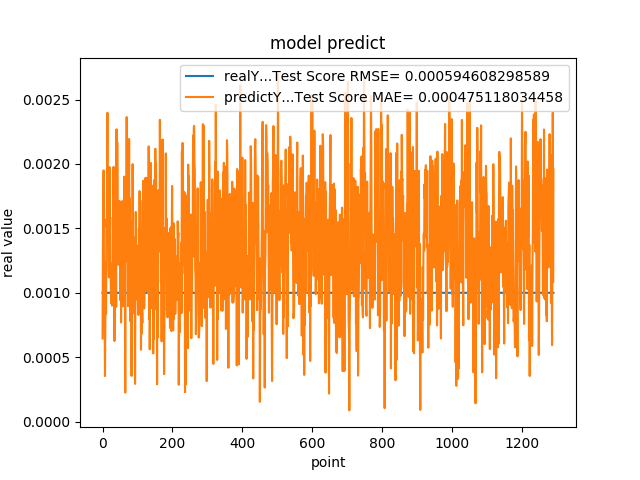 model predict
realY...Test Score RMSE= 0.000594608298589
predictY...Test Score MAE= 0.000475118034458
0.0025
0.0020
0.0015
0.0010
0.0005
0.0000
real value
0 200 400 600 800 1000 1200
point